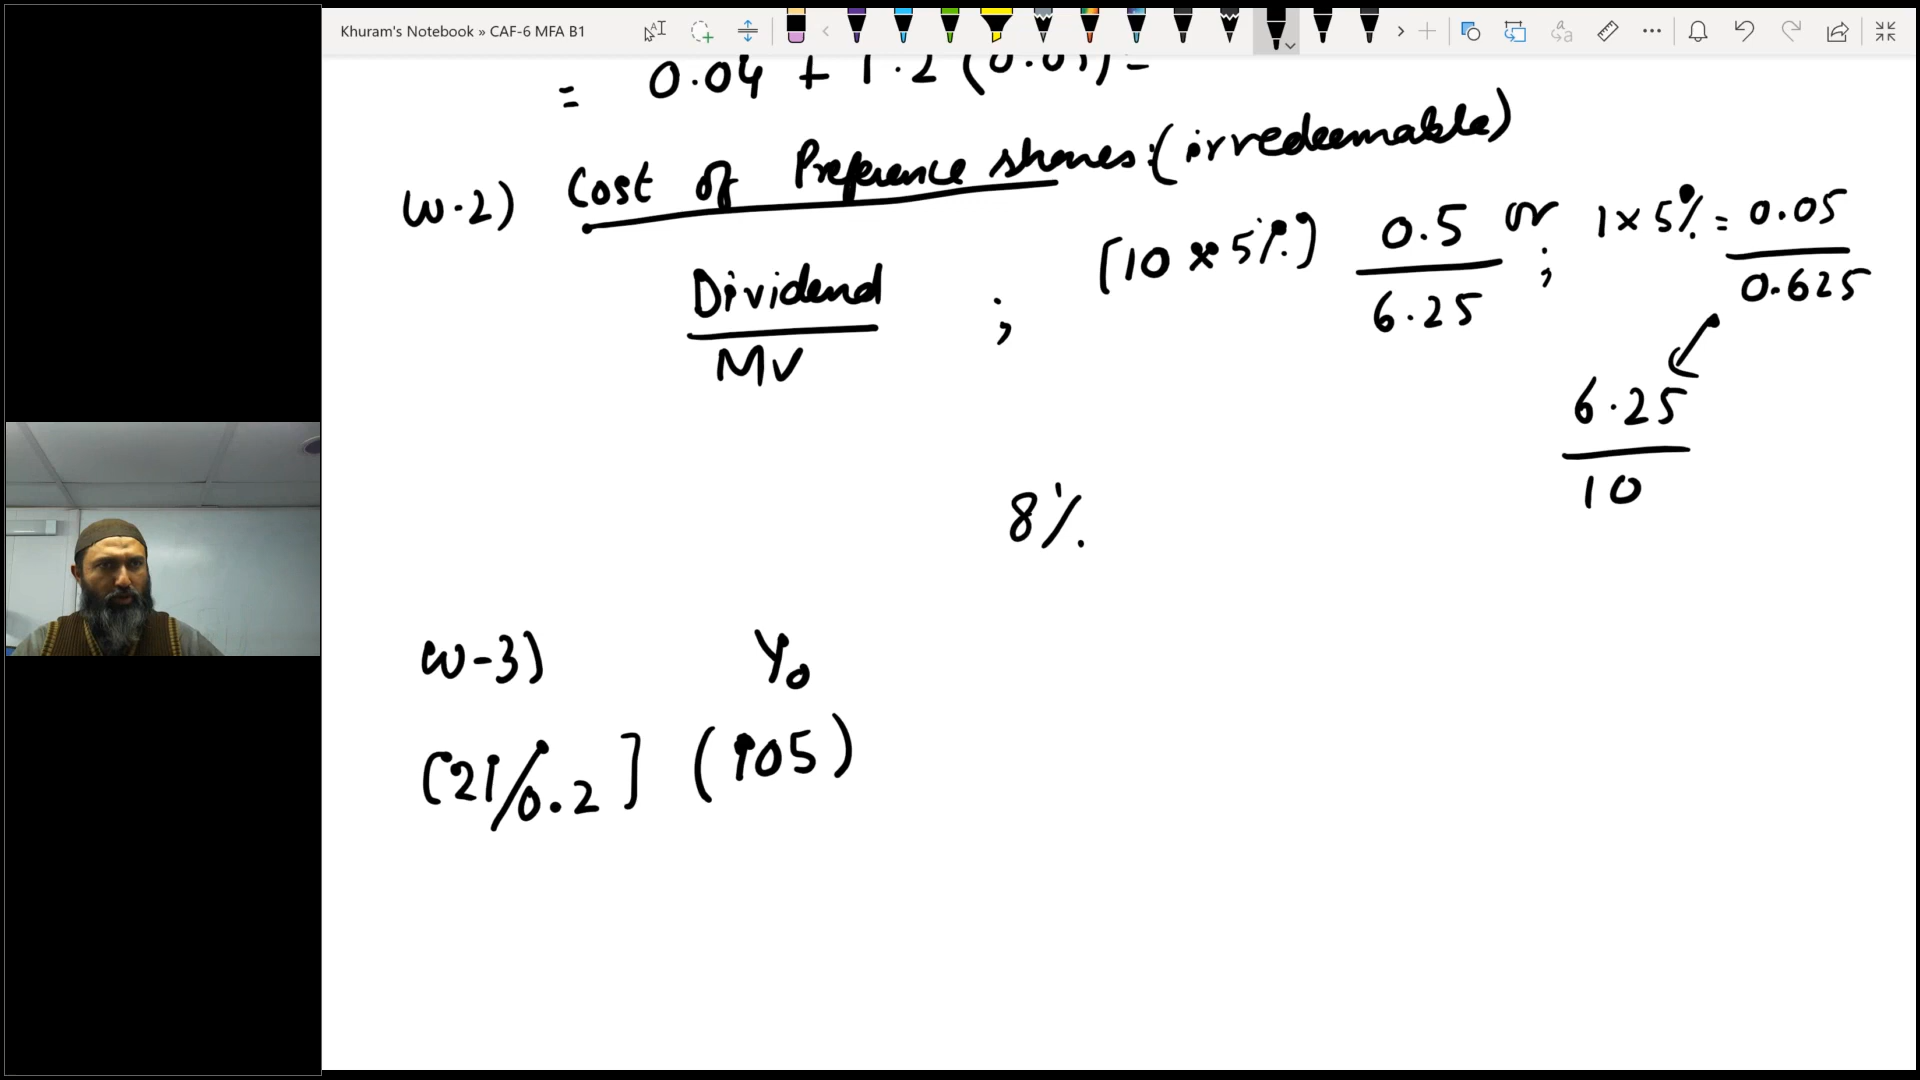 Khuram's Notebook » CAF-6 MFA B1
= 0.04 + 1.2 (0.05) =
W.2) Cost of Preference shares: (irredeemable)
Dividend / MV ; [10 × 5%] 0.5 / 6.25 or ; 1 × 5% = 0.05 / 0.625
6.25 / 10
8%
W-3) Y0
[21/0.2] (105)